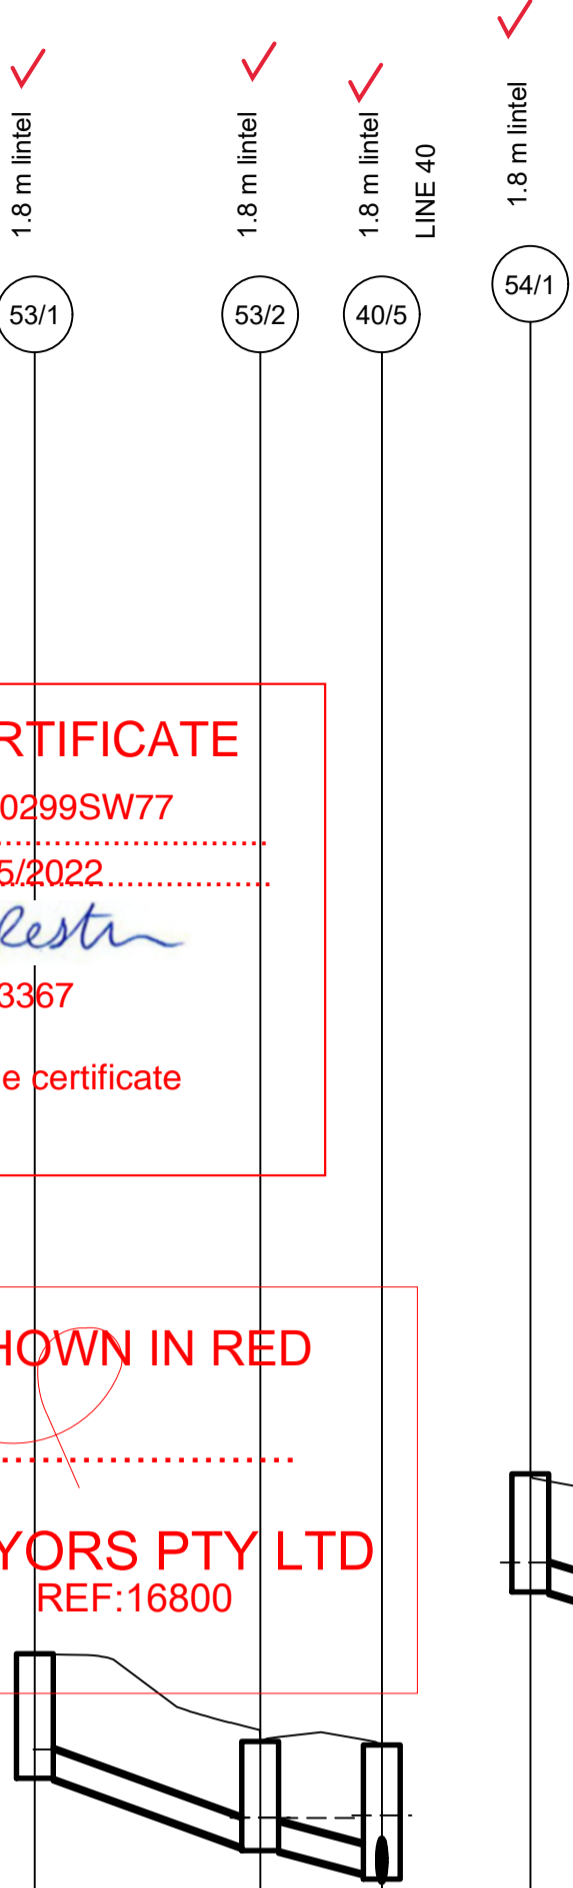 1.8 m lintel
1.8 m lintel
1.8 m lintel
LINE 40
1.8 m lintel
53/1
53/2
40/5
54/1
RTIFICATE
0299SW77
5/2022
3367
e certificate
HOWN IN RED
YORS PTY LTD
REF:16800